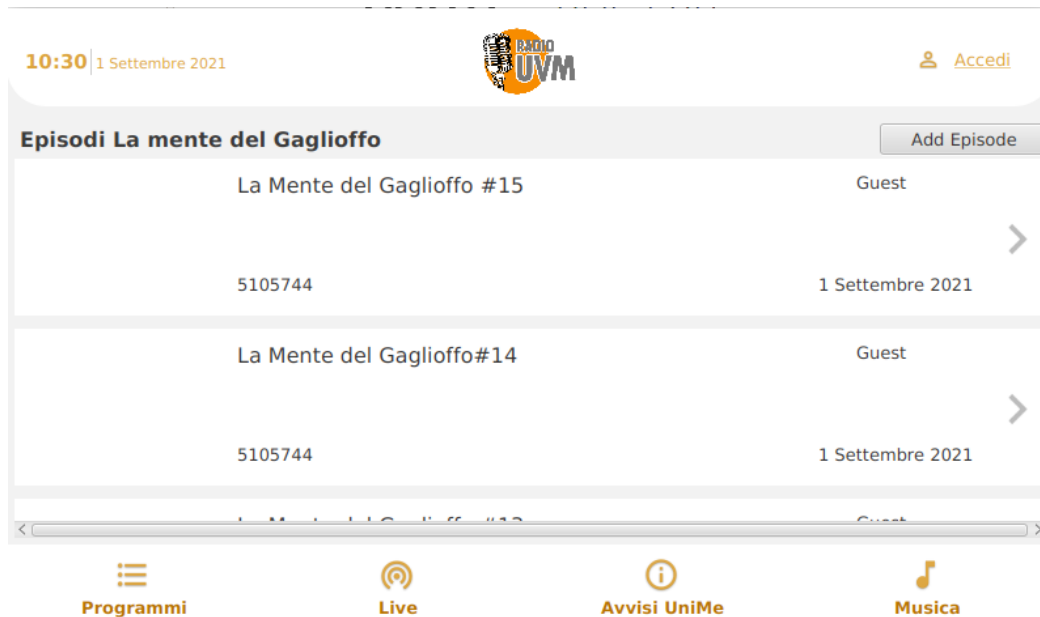 10:30 1 Settembre 2021
RADIO
UVM
Accedi
Episodi La mente del Gaglioffo
Add Episode
La Mente del Gaglioffo #15
Guest
5105744
1 Settembre 2021
La Mente del Gaglioffo#14
Guest
5105744
1 Settembre 2021
Programmi
Live
Avvisi UniMe
Musica